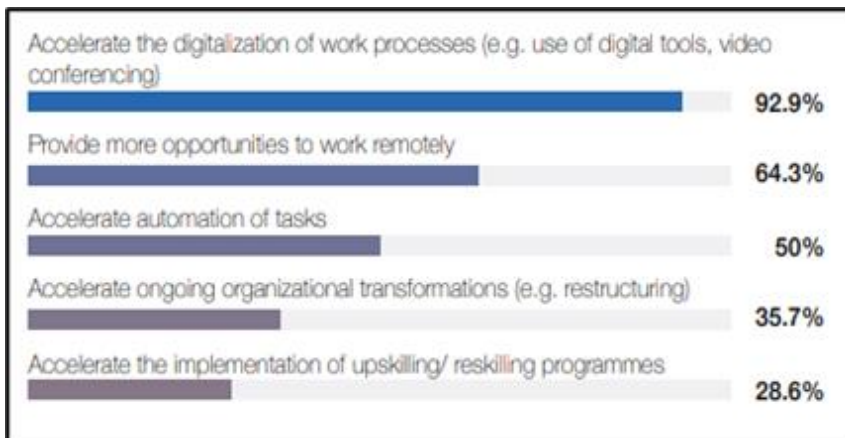 Accelerate the digitalization of work processes (e.g. use of digital tools, video
conferencing)
92.9%
Provide more opportunities to work remotely
64.3%
Accelerate automation of tasks
50%
Accelerate ongoing organizational transformations (e.g. restructuring)
35.7%
Accelerate the implementation of upskilling/ reskilling programmes
28.6%